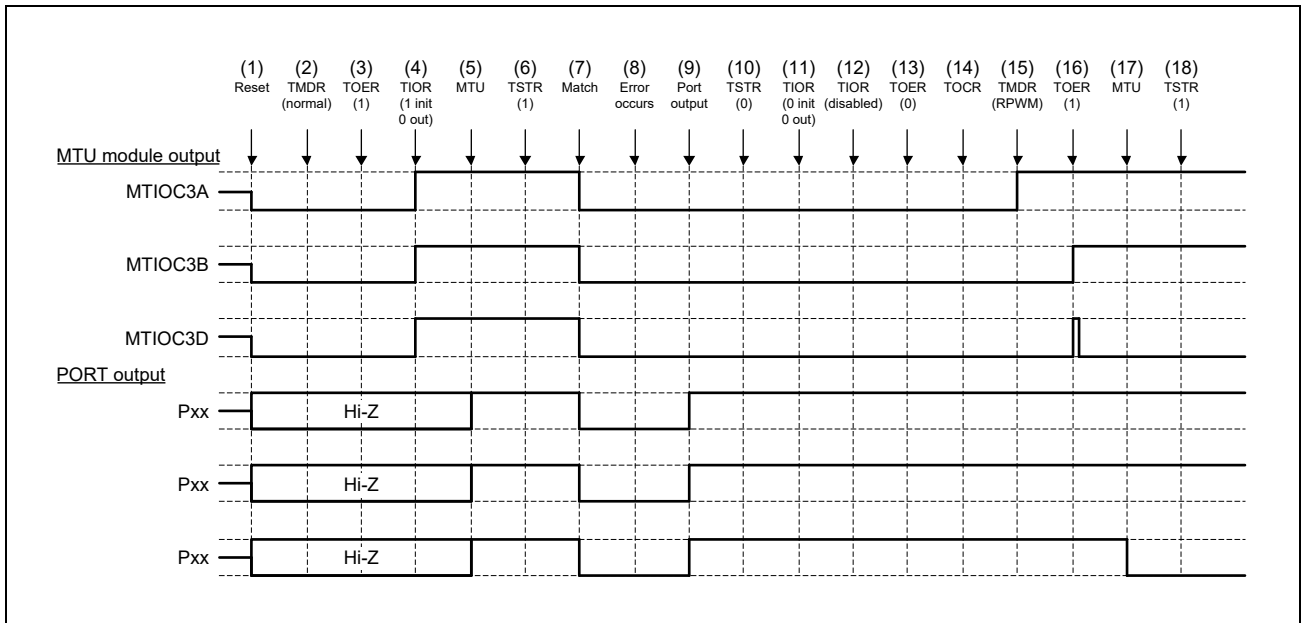 (1) (2) (3) (4) (5) (6) (7) (8) (9) (10) (11) (12) (13) (14) (15) (16) (17) (18)
Reset TMDR TOER TIOR MTU TSTR Match Error Port TSTR TIOR TIOR TOER TOCR TMDR TOER MTU TSTR
(normal) (1) (1 init (1) occurs output (0) (0 init (disabled) (0) (RPWM) (1) (1)
0 out) 0 out)
MTU module output
MTIOC3A
MTIOC3B
MTIOC3D
PORT output
Pxx Hi-Z
Pxx Hi-Z
Pxx Hi-Z